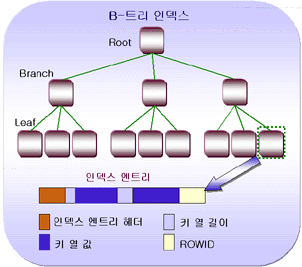 B-트리 인덱스
Root
Branch
Leaf
인덱스 엔트리
인덱스 엔트리 헤더
키 열 길이
키 열 값
ROWID